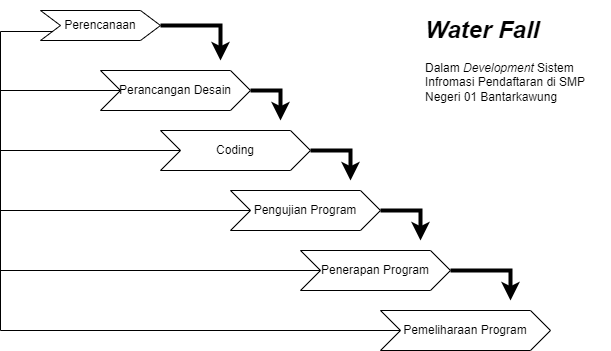 Water Fall
Dalam Development Sistem
Infromasi Pendaftaran di SMP
Negeri 01 Bantarkawung
Perencanaan
Perancangan Desain
Coding
Pengujian Program
Penerapan Program
Pemeliharaan Program